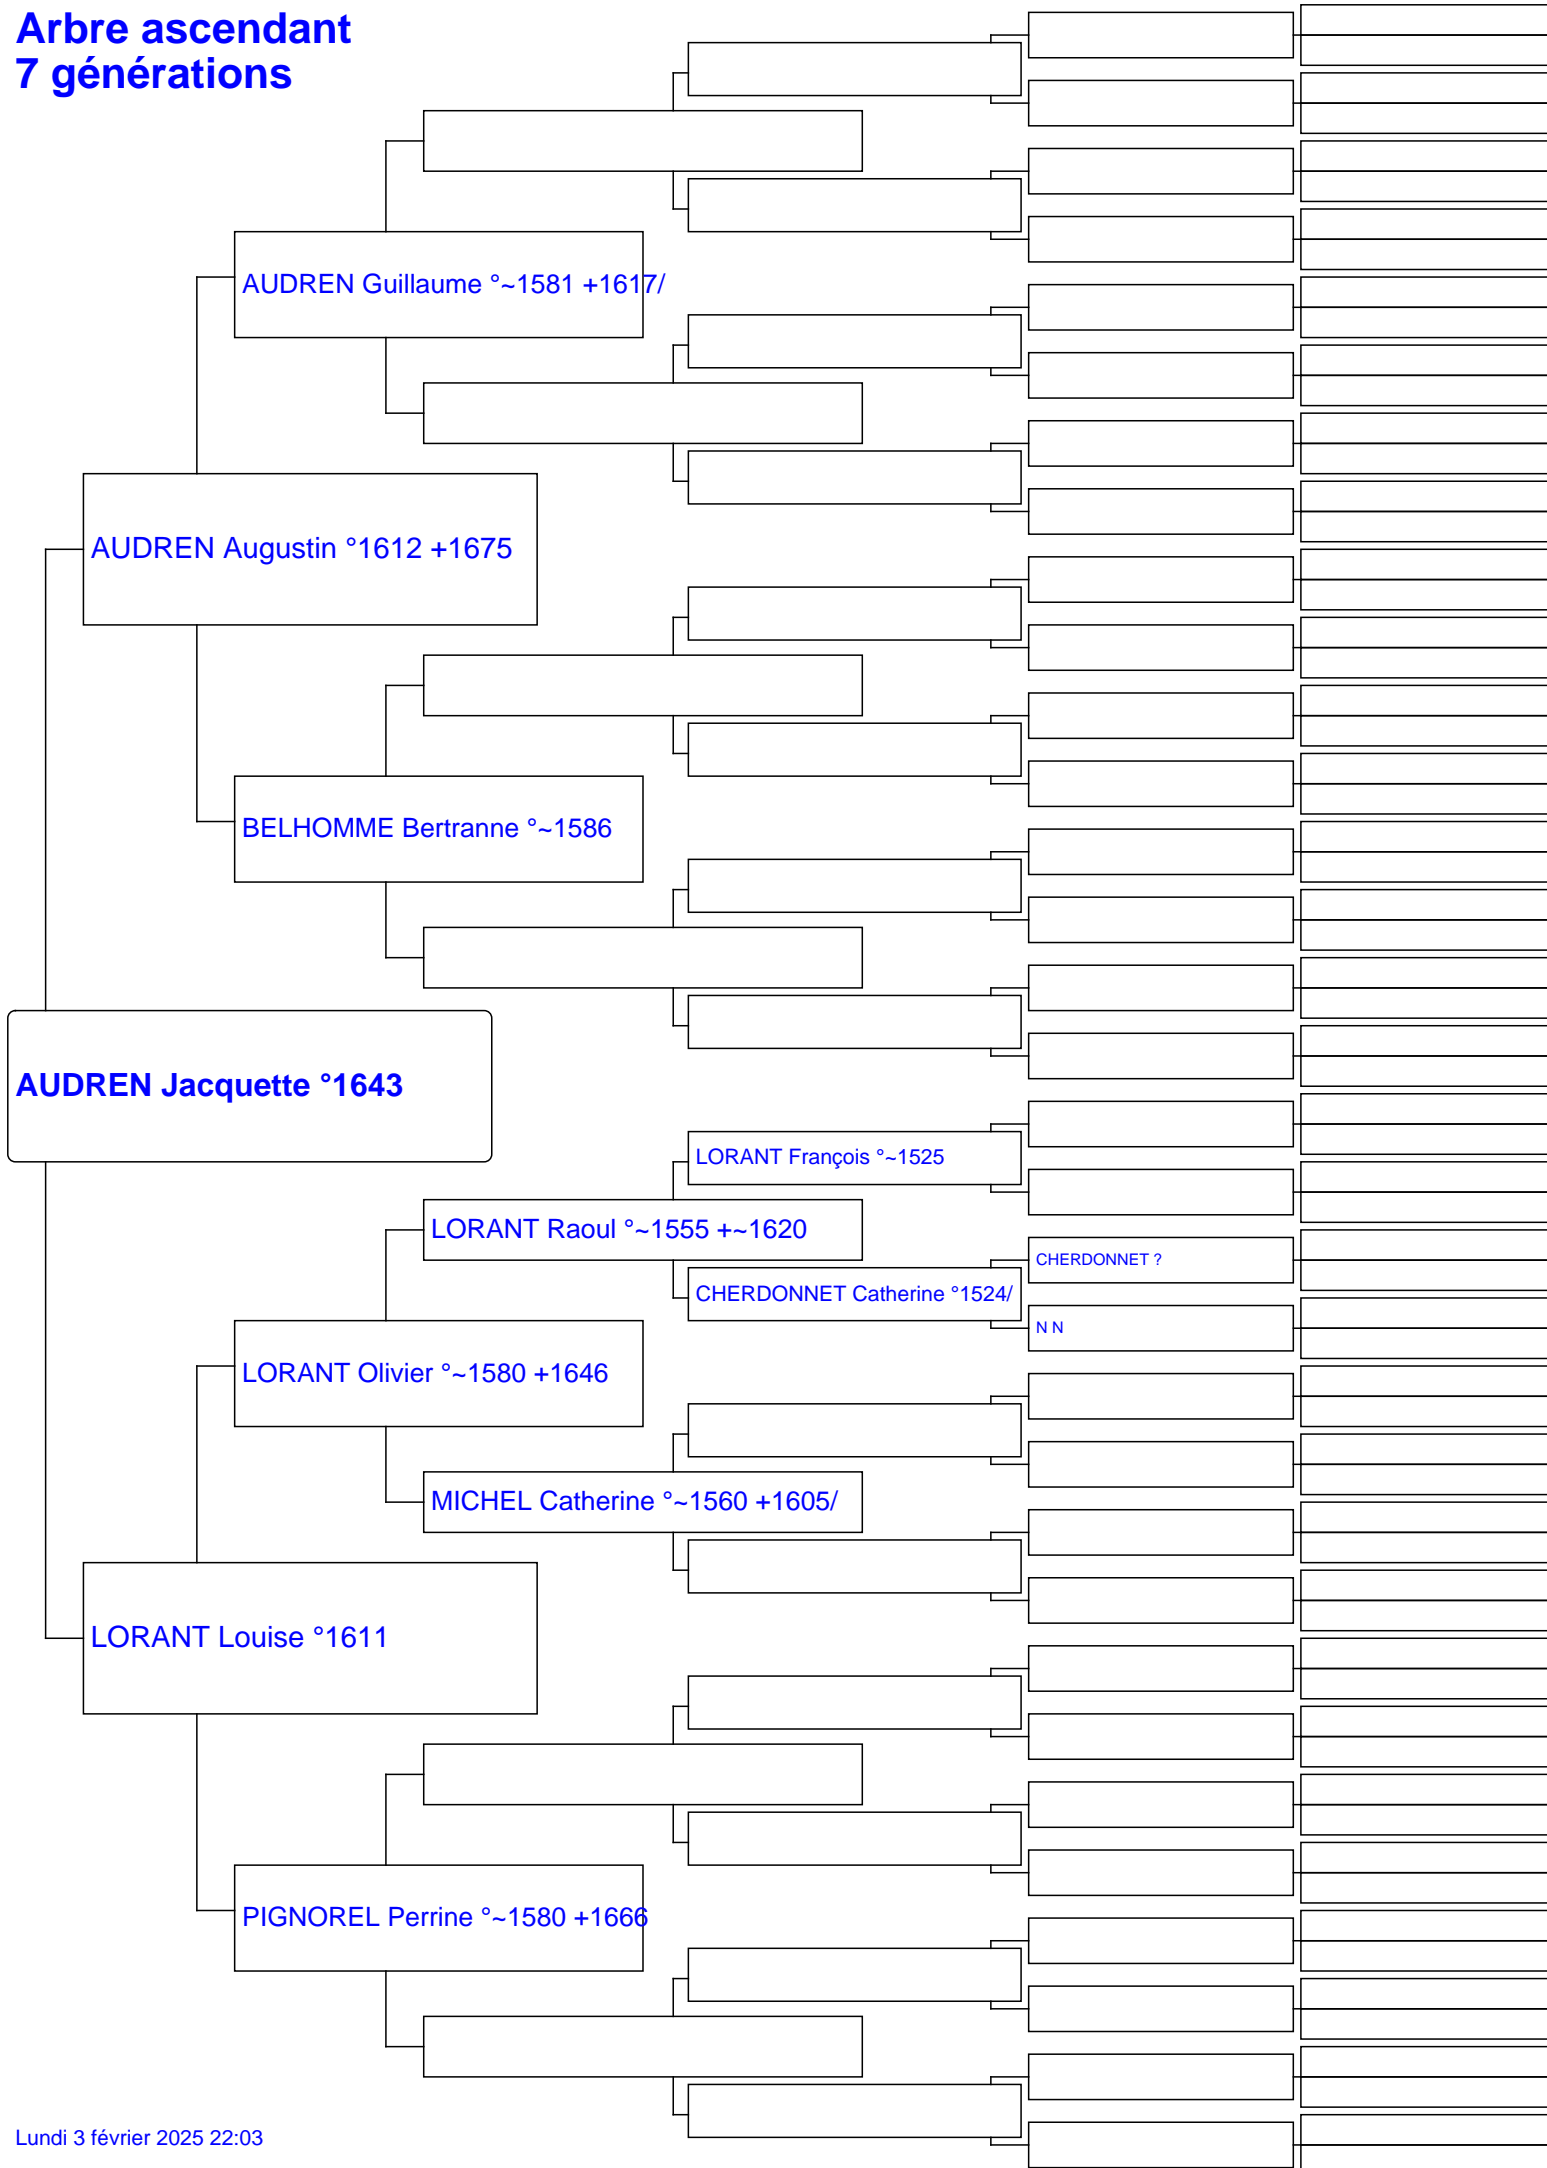 Arbre ascendant
7 générations
AUDREN Guillaume °~1581 +1617/
AUDREN Augustin °1612 +1675
BELHOMME Bertranne °~1586
AUDREN Jacquette °1643
LORANT François °~1525
LORANT Raoul °~1555 +~1620
CHERDONNET ?
CHERDONNET Catherine °1524/
N N
LORANT Olivier °~1580 +1646
MICHEL Catherine °~1560 +1605/
LORANT Louise °1611
PIGNOREL Perrine °~1580 +1666
Lundi 3 février 2025 22:03